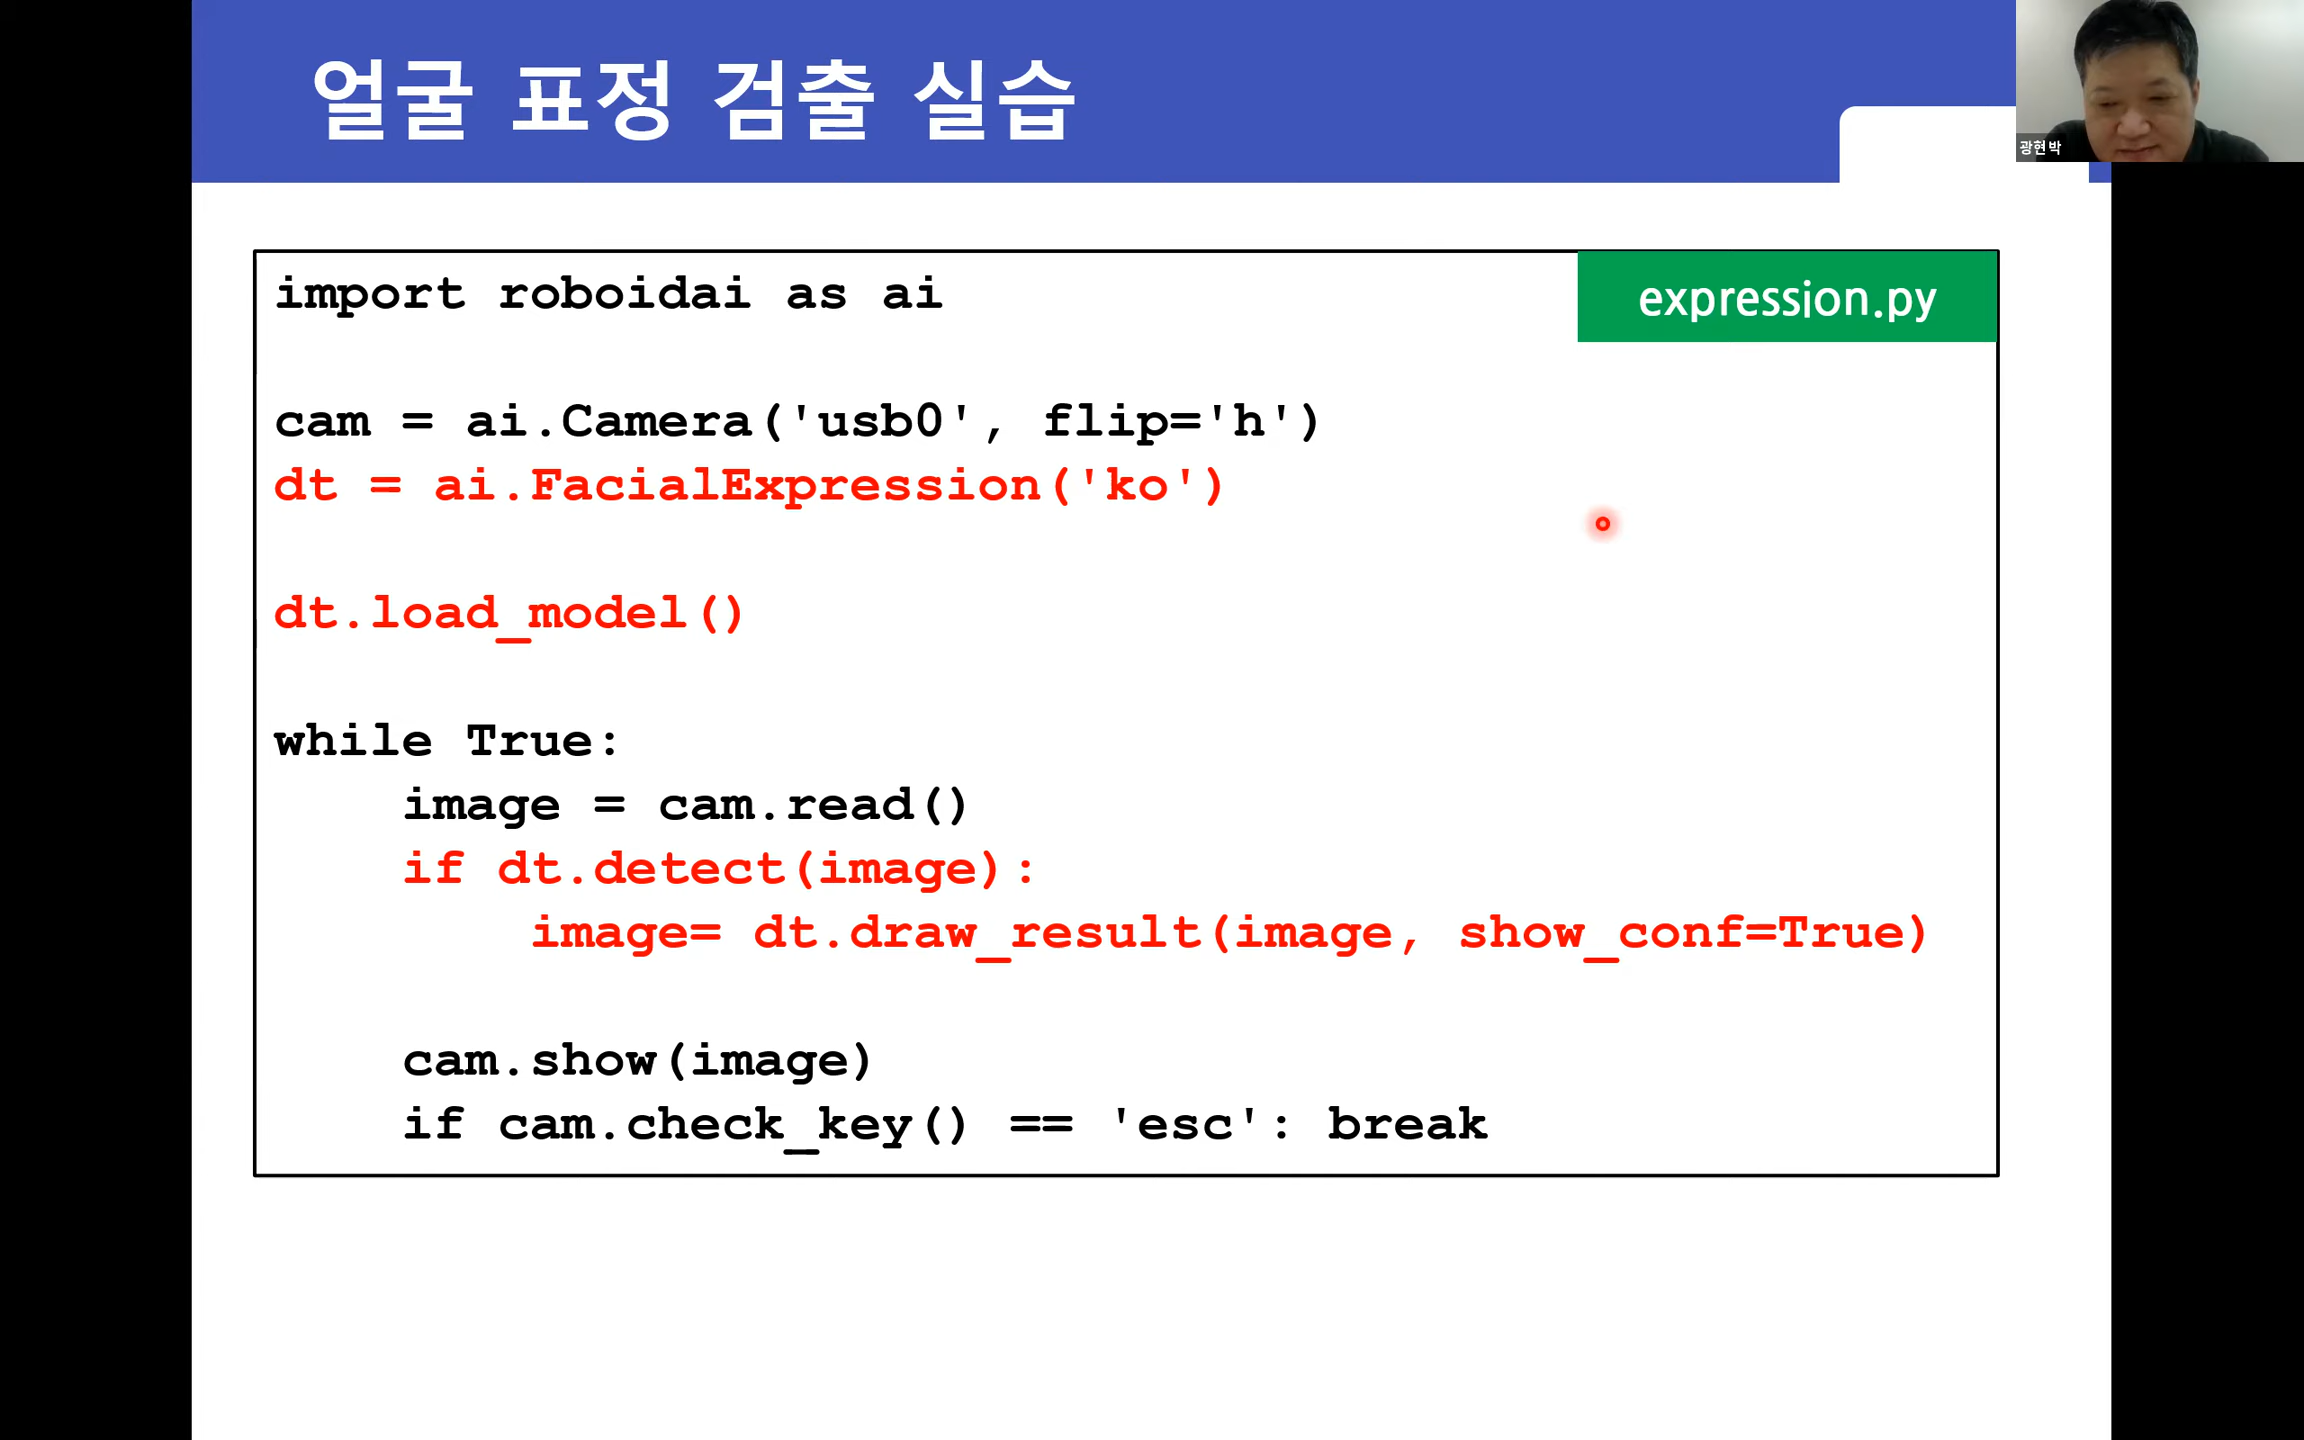 얼굴 표정 검출 실습
광현박
expression.py
import roboidai as ai
cam = ai.Camera('usb0', flip='h')
dt = ai.FacialExpression('ko')
dt.load_model()
while True:
    image = cam.read()
    if dt.detect(image):
        image= dt.draw_result(image, show_conf=True)
    cam.show(image)
    if cam.check_key() == 'esc': break